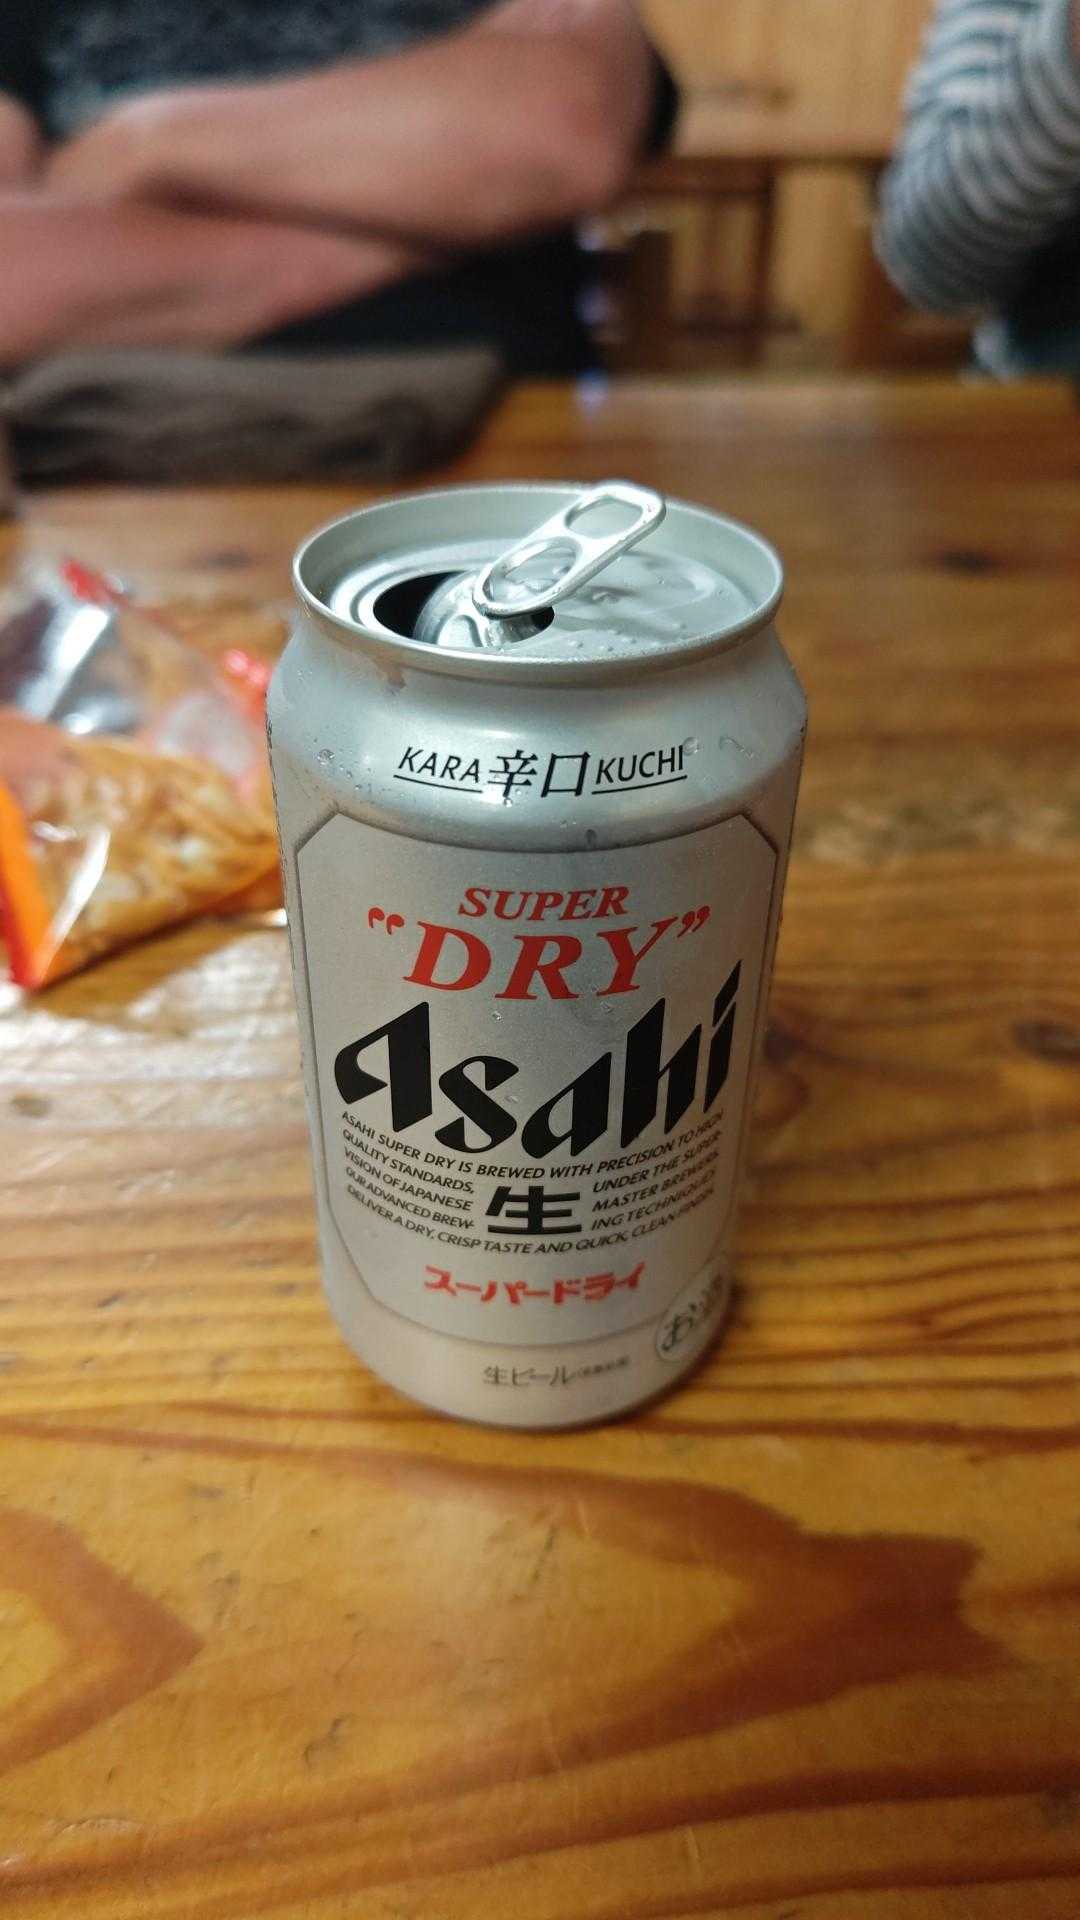 KARA 辛口 KUCHI
SUPER
"DRY"
Asahi
ASAHI SUPER DRY IS BREWED WITH PRECISION TO HIGH
QUALITY STANDARDS, UNDER THE SUPER-
VISION OF JAPANESE MASTER BREWERS.
OUR ADVANCED BREW- ING TECHNIQUES
生
DELIVER A DRY, CRISP TASTE AND QUICK, CLEAN FINISH.
スーパードライ
お酒
生ビール